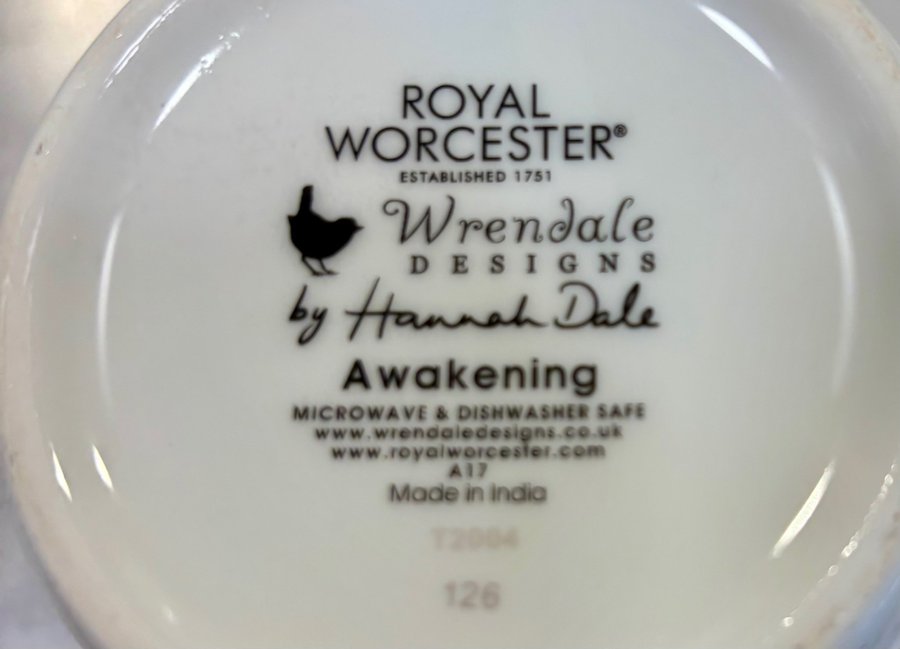 ROYAL
WORCESTER®
ESTABLISHED 1751
Wrendale
DESIGNS
by Hannah Dale
Awakening
MICROWAVE & DISHWASHER SAFE
www.wrendaledesigns.co.uk
www.royalworcester.com
A17
Made in India
T2004
126